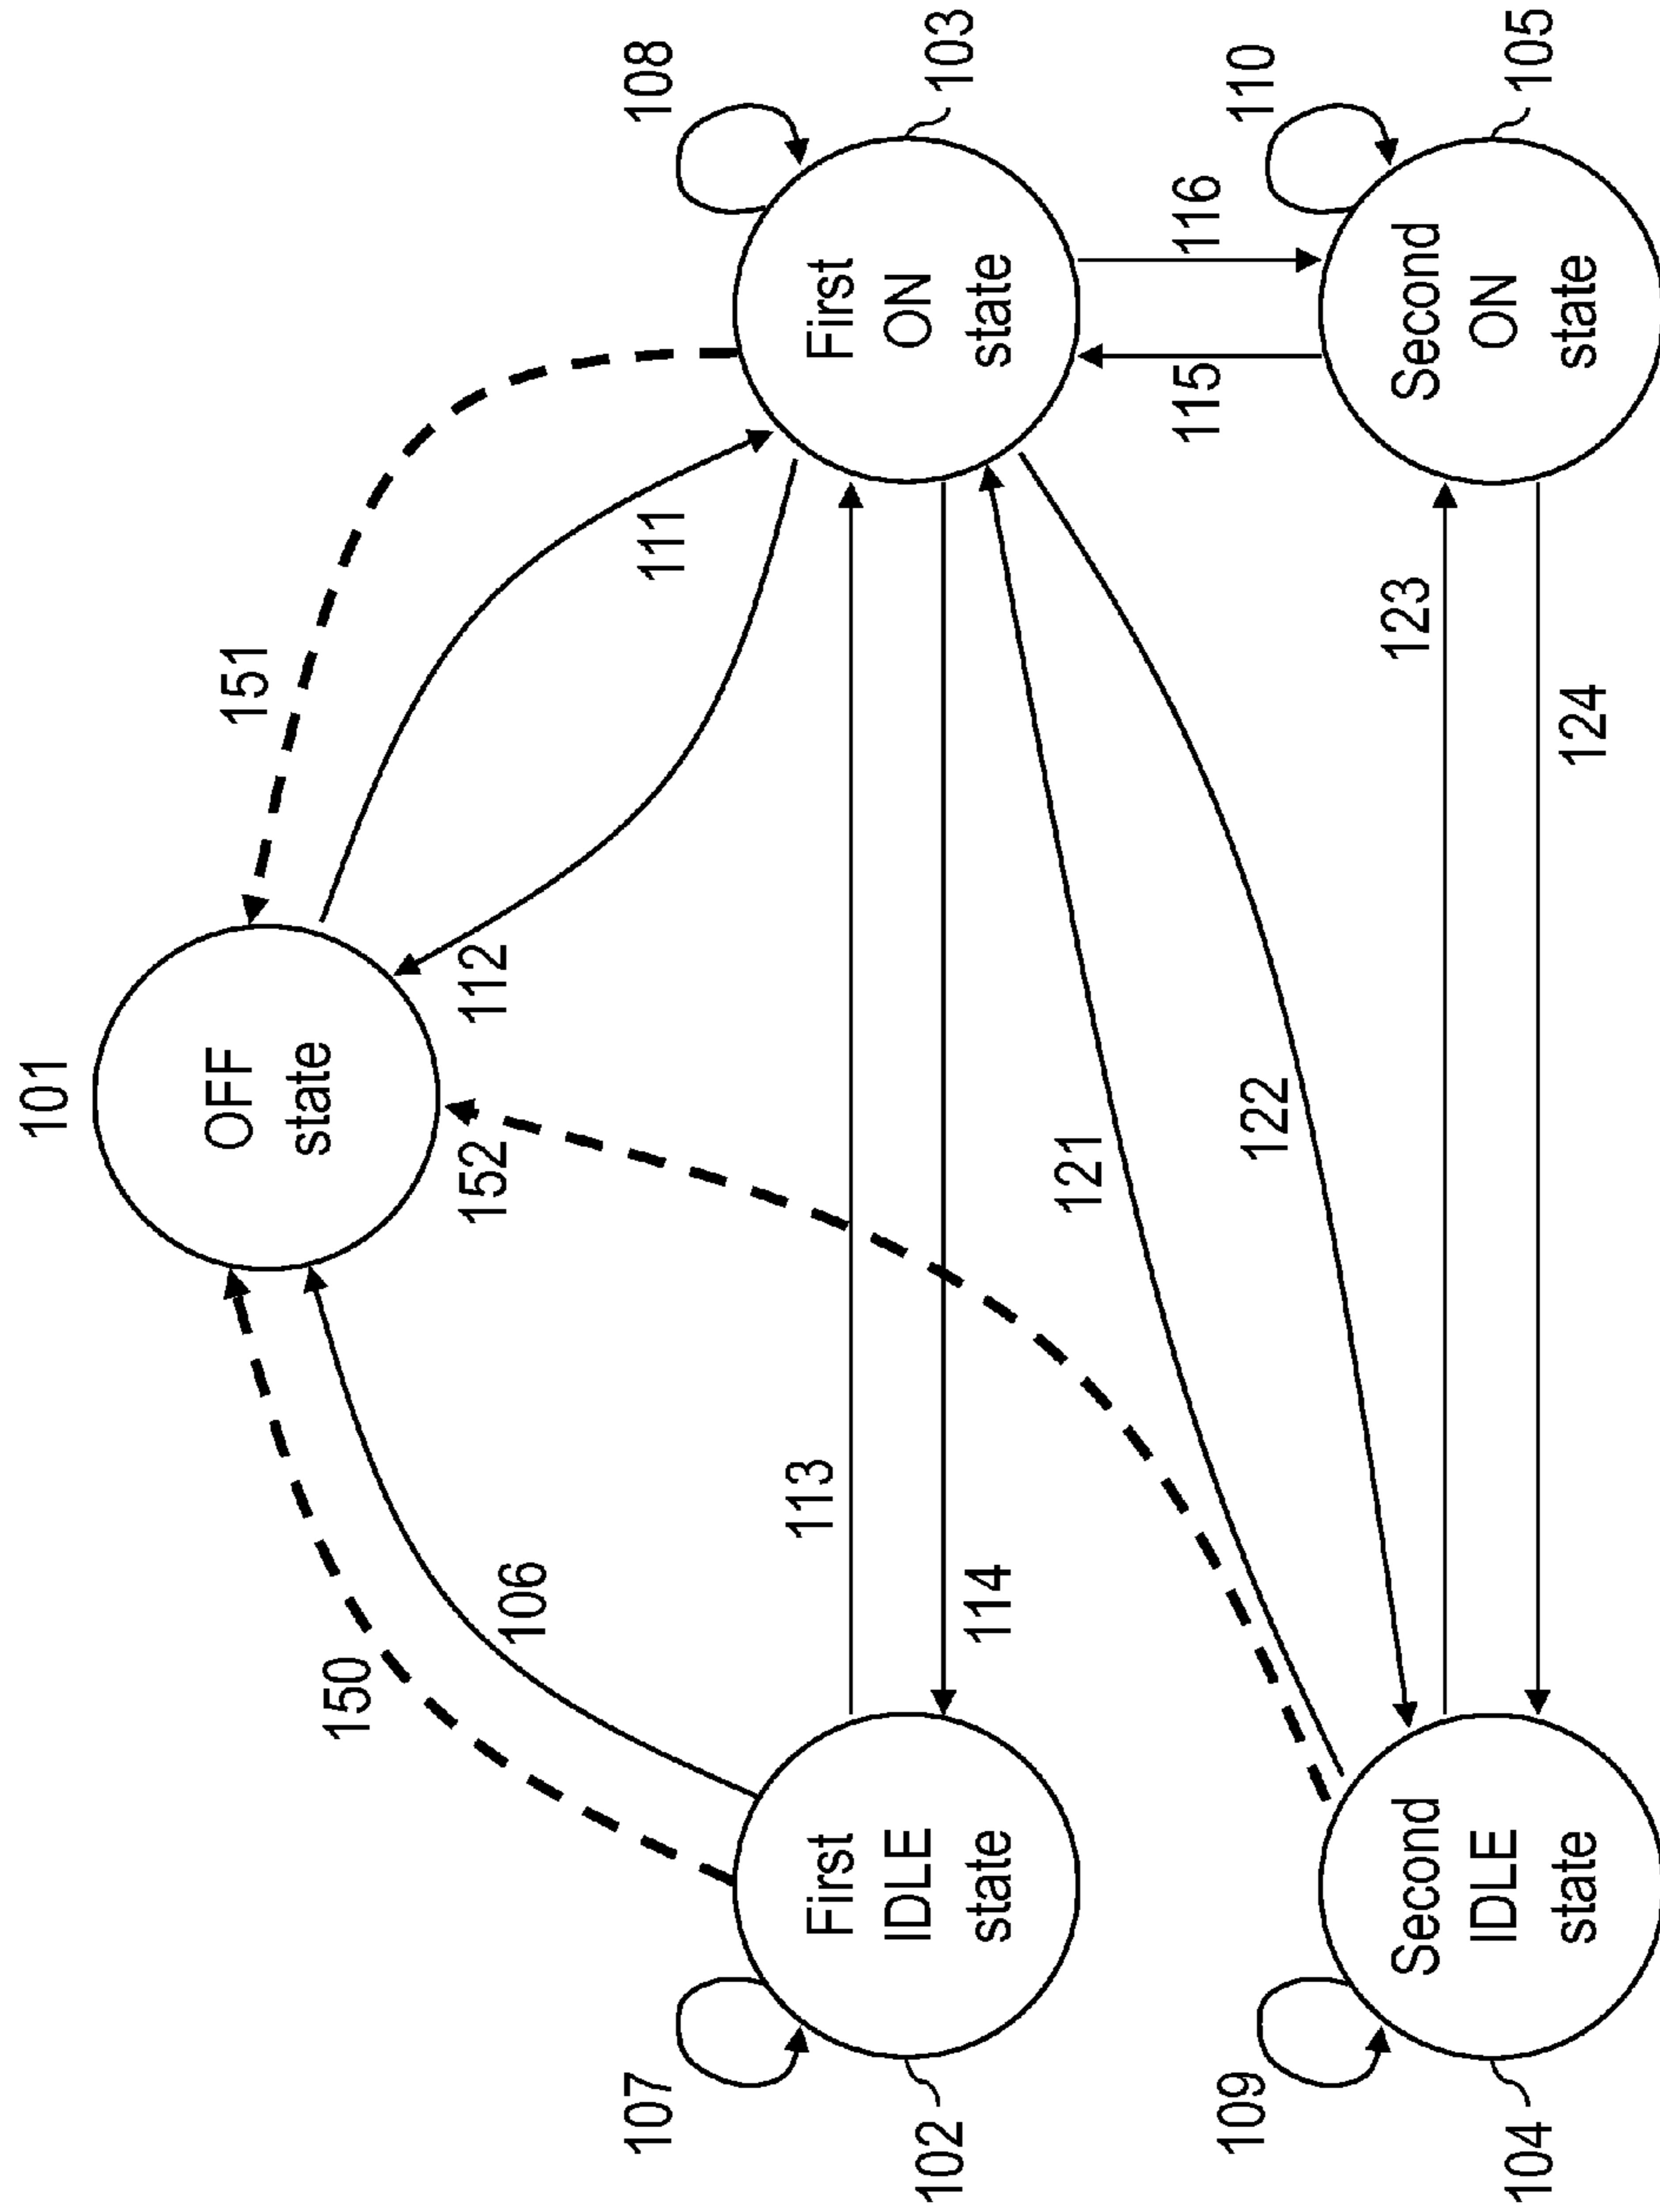 101
OFF
state
151
108
150
152
112
111
103
106
107
113
First
IDLE
state
First
ON
state
102
114
116
115
121
110
122
109
123
Second
IDLE
state
Second
ON
state
104
124
105